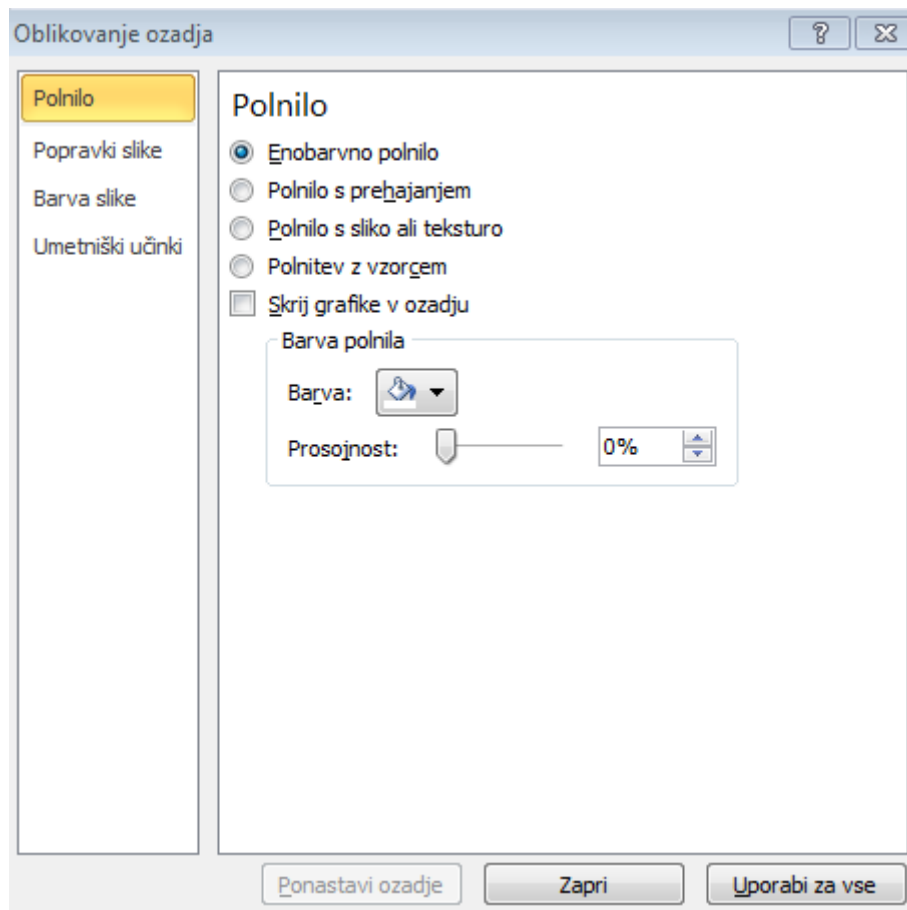 Oblikovanje ozadja
Polnilo
Popravki slike
Barva slike
Umetniški učinki
Polnilo
Enobarvno polnilo
Polnilo s prehajanjem
Polnilo s sliko ali teksturo
Polnitev z vzorcem
Skrij grafike v ozadju
Barva polnila
Barva:
Prosojnost: 0%
Ponastavi ozadje Zapri Uporabi za vse